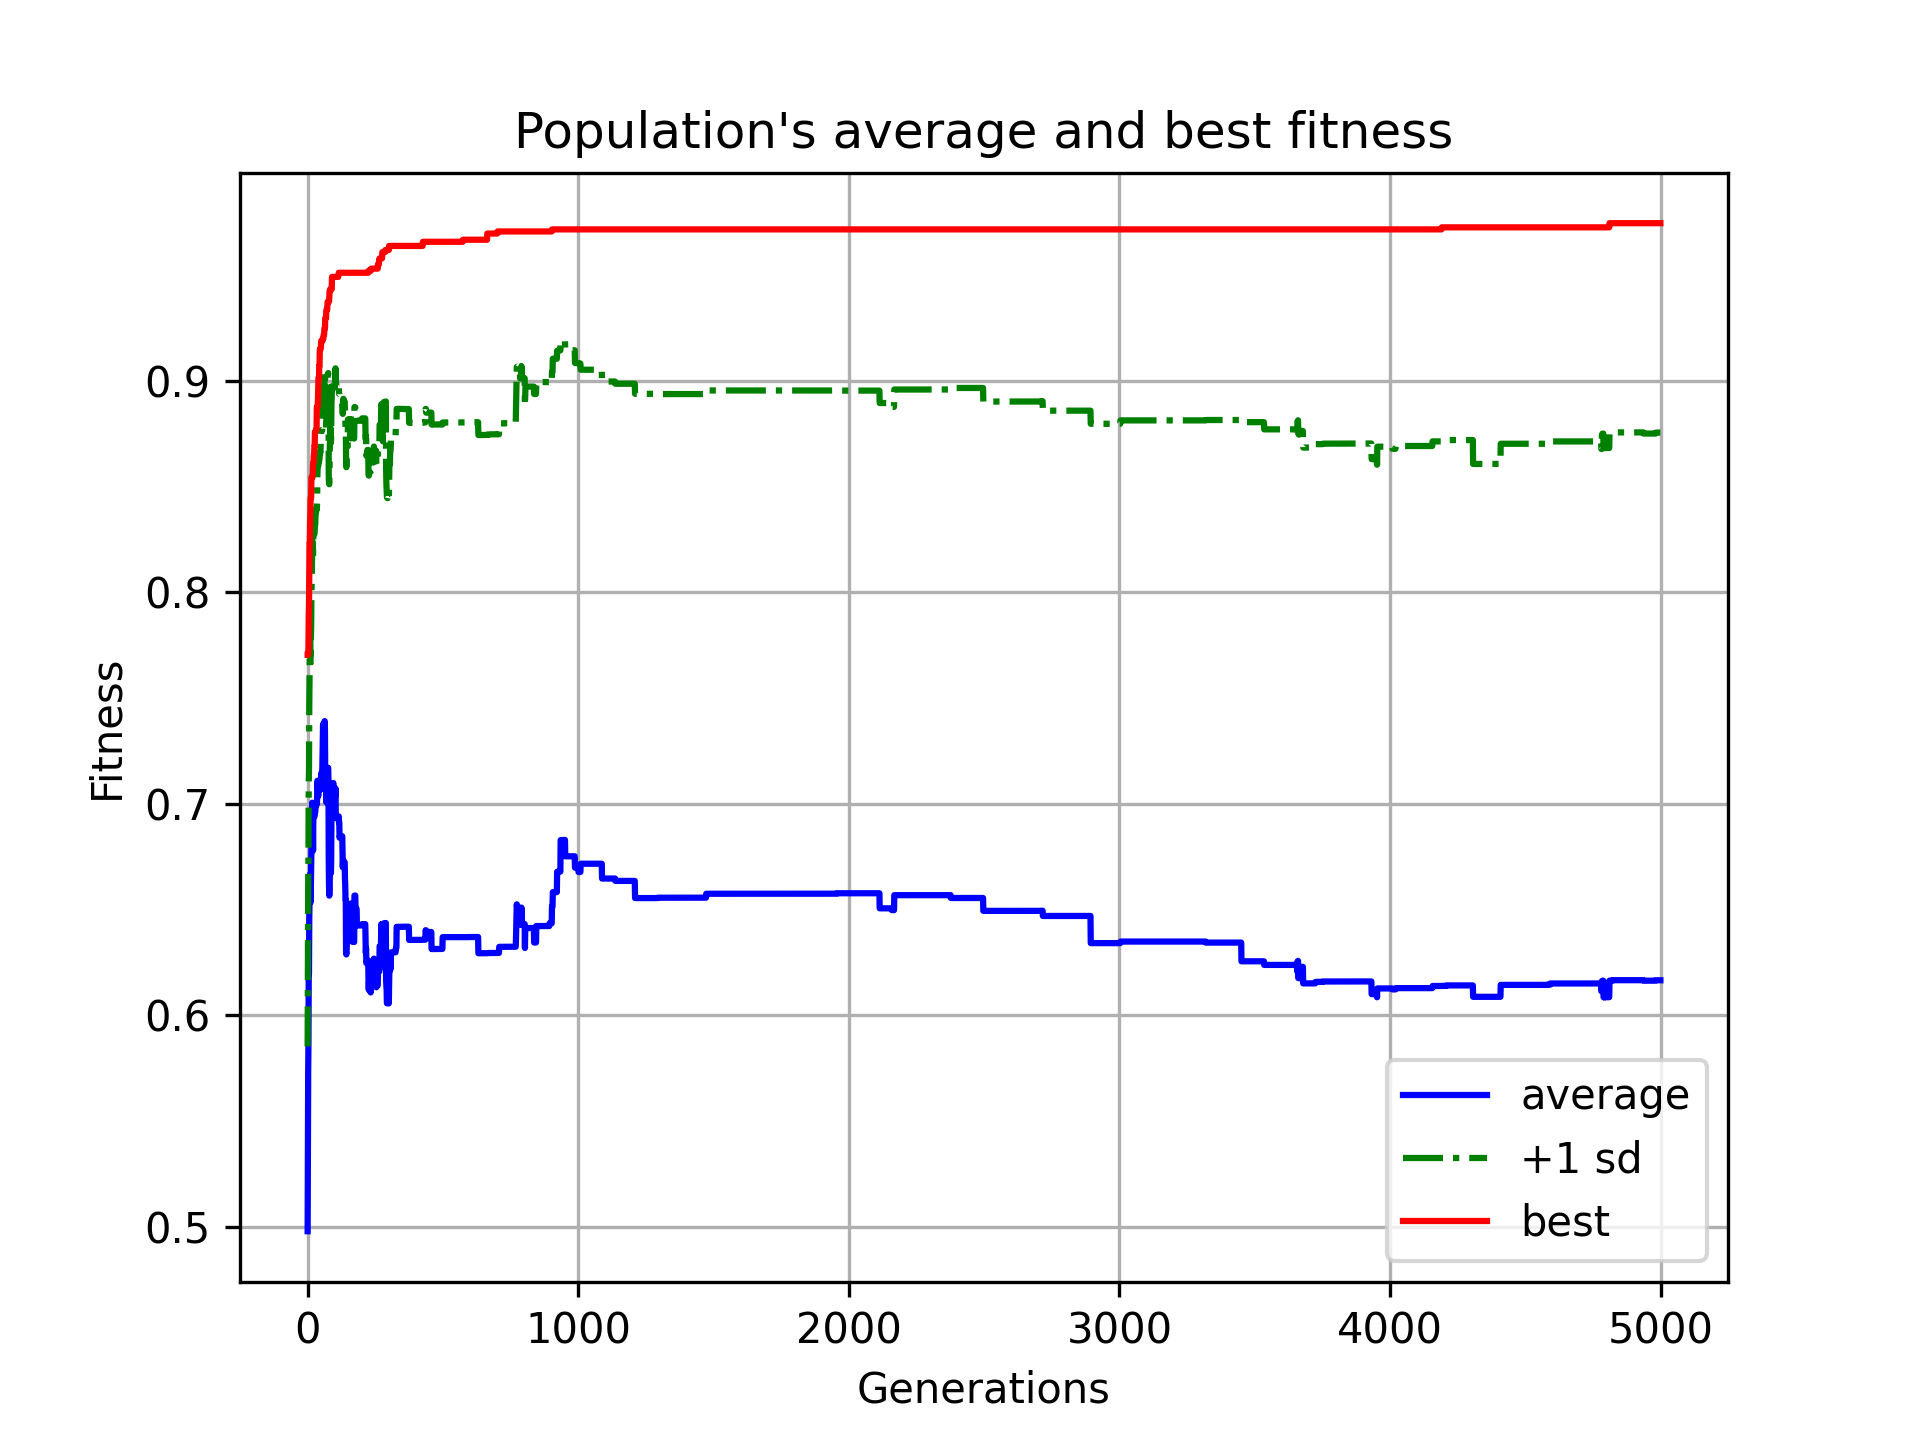 Population's average and best fitness
Fitness
0.9
0.8
0.7
0.6
0.5
average
+1 sd
best
0 1000 2000 3000 4000 5000
Generations